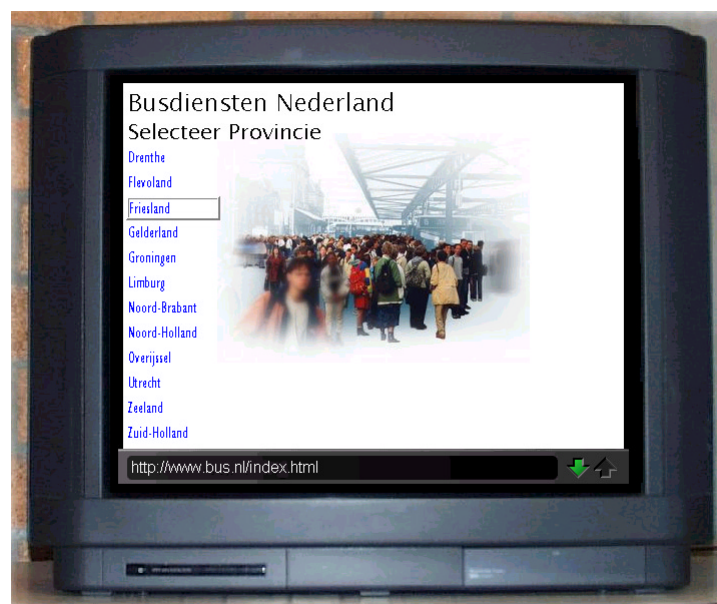 Busdiensten Nederland
Selecteer Provincie
Drenthe
Flevoland
Friesland
Gelderland
Groningen
Limburg
Noord-Brabant
Noord-Holland
Overijssel
Utrecht
Zeeland
Zuid-Holland
http://www.bus.nl/index.html